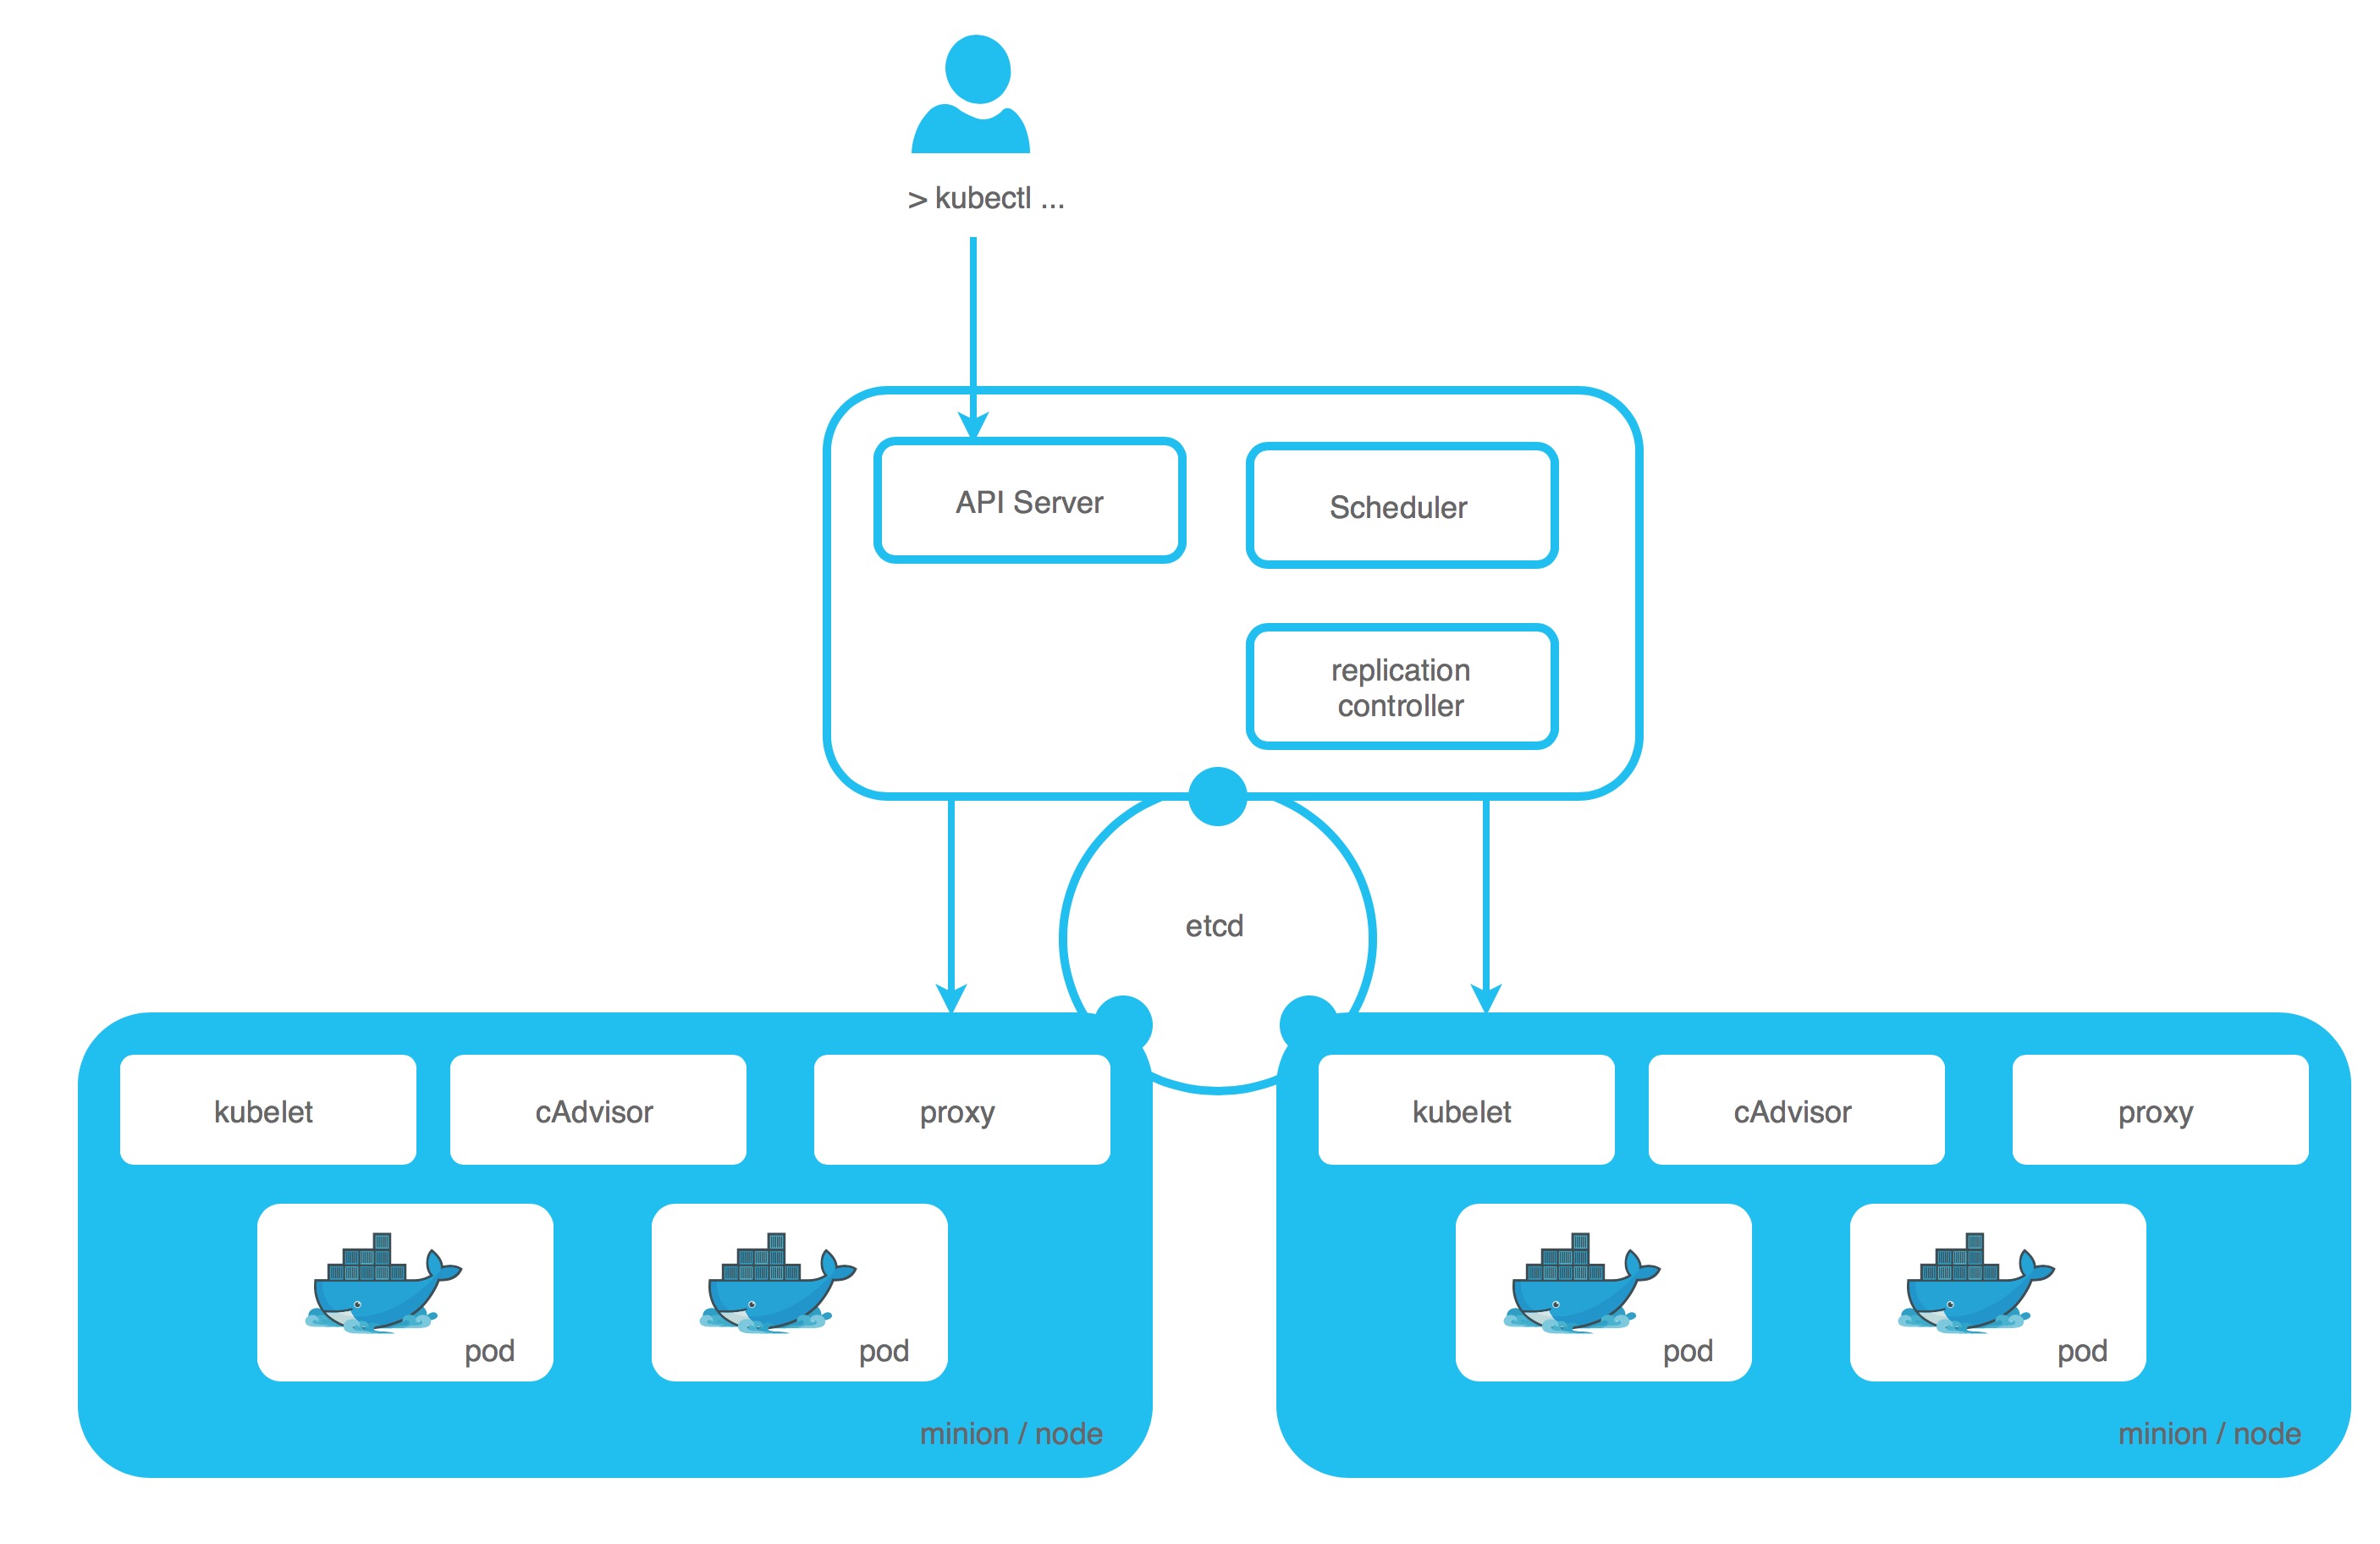 > kubectl ...
API Server
Scheduler
replication
controller
etcd
kubelet
cAdvisor
proxy
pod
pod
minion / node
kubelet
cAdvisor
proxy
pod
pod
minion / node